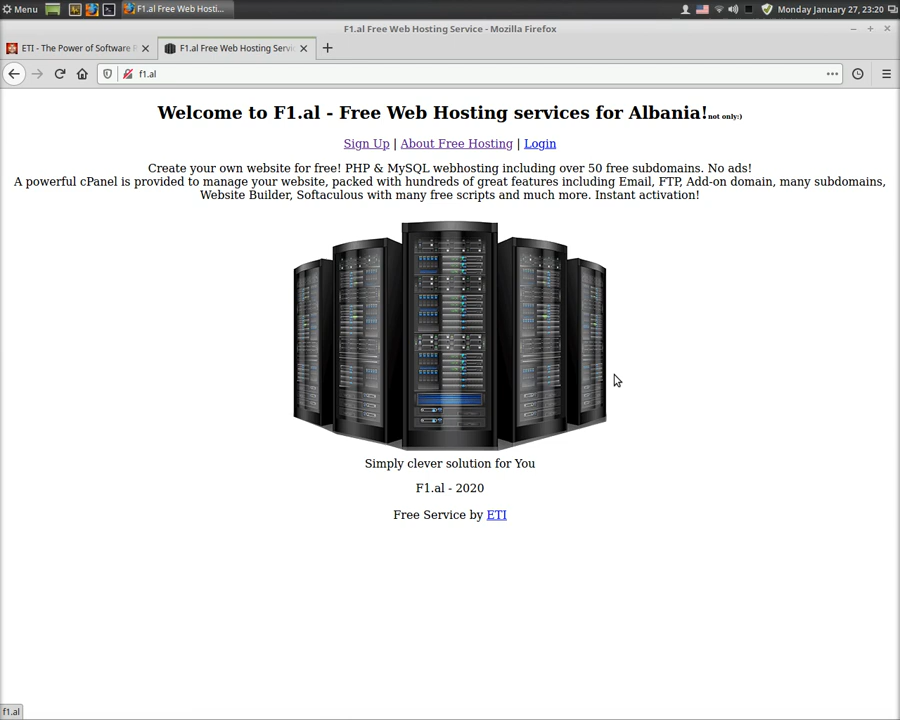 Menu
F1.al Free Web Hosti...
Monday January 27, 23:20
F1.al Free Web Hosting Service - Mozilla Firefox
ETI - The Power of Software
F1.al Free Web Hosting Servic
f1.al
Welcome to F1.al - Free Web Hosting services for Albania!not only:)
Sign Up | About Free Hosting | Login
Create your own website for free! PHP & MySQL webhosting including over 50 free subdomains. No ads!
A powerful cPanel is provided to manage your website, packed with hundreds of great features including Email, FTP, Add-on domain, many subdomains,
Website Builder, Softaculous with many free scripts and much more. Instant activation!
Simply clever solution for You
F1.al - 2020
Free Service by ETI
f1.al